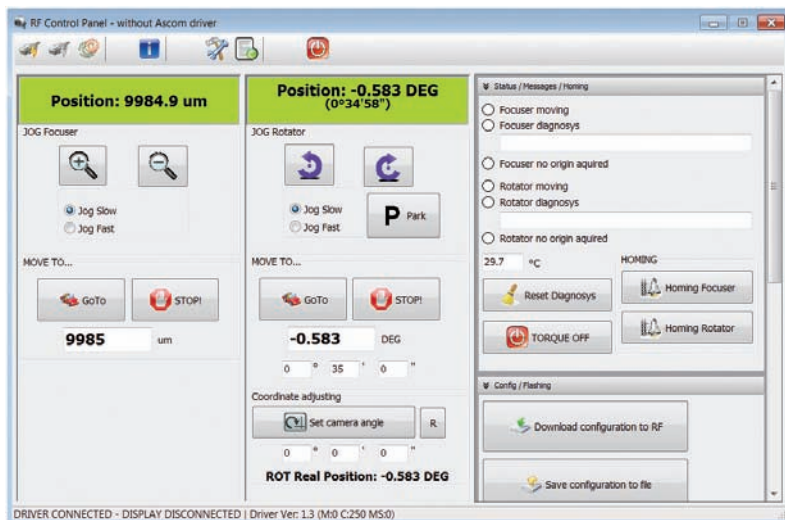 RF Control Panel - without Ascom driver
Position: 9984.9 um
JOG Focuser
Jog Slow
Jog Fast
MOVE TO...
GoTo
STOP!
9985 um
Position: -0.583 DEG
(0°34'58")
JOG Rotator
Jog Slow
Jog Fast
P Park
MOVE TO...
GoTo
STOP!
-0.583 DEG
0 ° 35 ' 0 "
Coordinate adjusting
Set camera angle
R
0 ° 0 ' 0 "
ROT Real Position: -0.583 DEG
Status / Messages / Homing
Focuser moving
Focuser diagnosys
Focuser no origin aquired
Rotator moving
Rotator diagnosys
Rotator no origin aquired
29.7 °C
Reset Diagnosys
TORQUE OFF
HOMING
Homing Focuser
Homing Rotator
Config / Flashing
Download configuration to RF
Save configuration to file
DRIVER CONNECTED - DISPLAY DISCONNECTED | Driver Ver: 1.3 (M:0 C:250 MS:0)